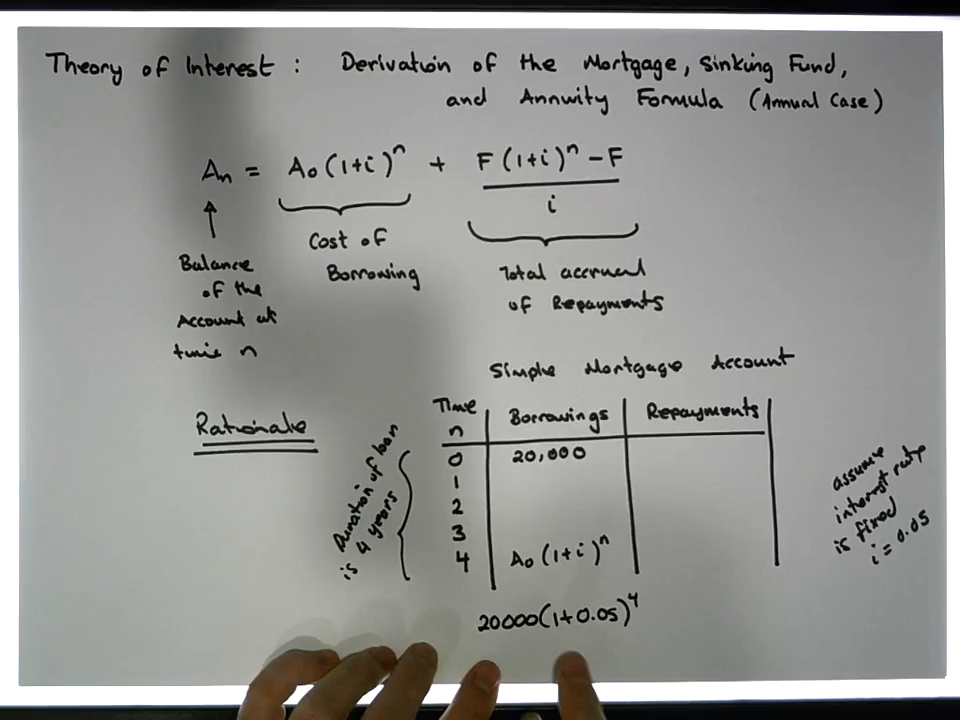 Theory of Interest : Derivation of the Mortgage, Sinking Fund,
and Annuity Formula (Annual Case)
An = A0(1+i)^n + F(1+i)^n - F
i
Cost of
Borrowing
Total accrual
of Repayments
Balance
of the
Account at
time n
Simple Mortgage Account
Rationale
Time
n
Borrowings
Repayments
0 20,000
1
2
3
4 A0(1+i)^n
20000(1+0.05)^4
Duration of loan
is 4 years
assume
interest rate
is fixed
i = 0.05